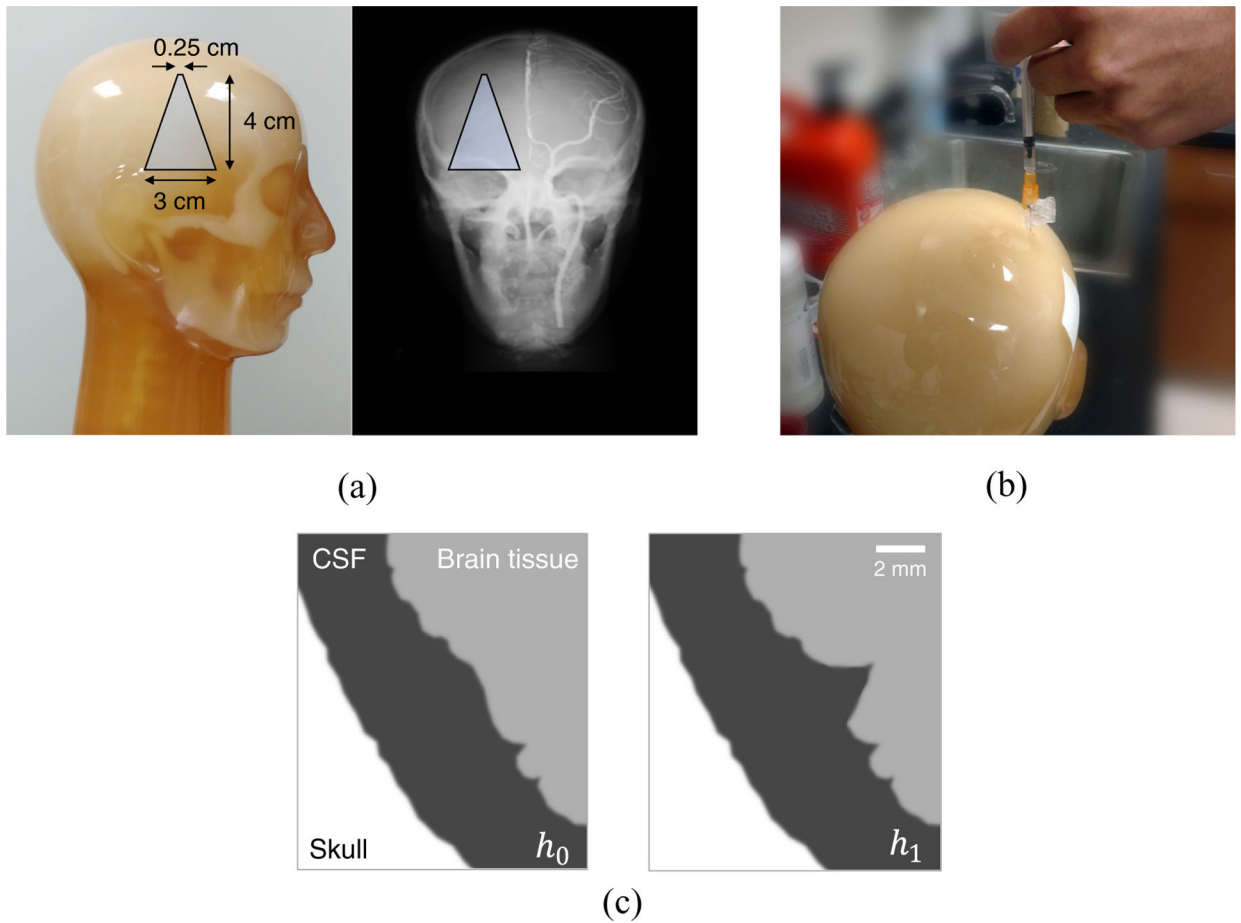 0.25 cm
4 cm
3 cm
(a)
(b)
CSF
Brain tissue
2 mm
Skull
h₀
h₁
(c)